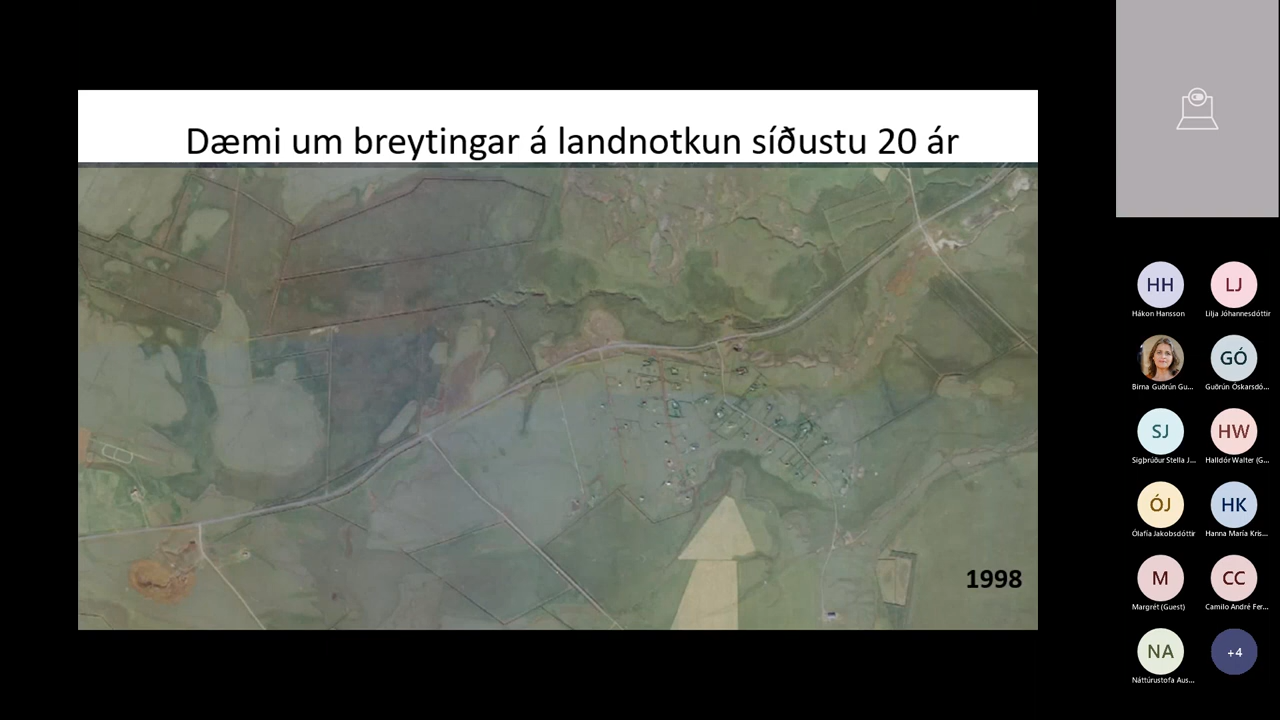 Dæmi um breytingar á landnotkun síðustu 20 ár
1998
HH
LJ
Hákon Hansson
Lilja Jóhannesdóttir
Birna Guðrún Gu...
GÓ
Guðrún Óskarsdó...
SJ
HW
Sigþrúður Stella J...
Halldór Walter (G...
ÓJ
HK
Ólafía Jakobsdóttir
Hanna María Kris...
M
CC
Margrét (Guest)
Camilo André Fer...
NA
+4
Náttúrustofa Aus...